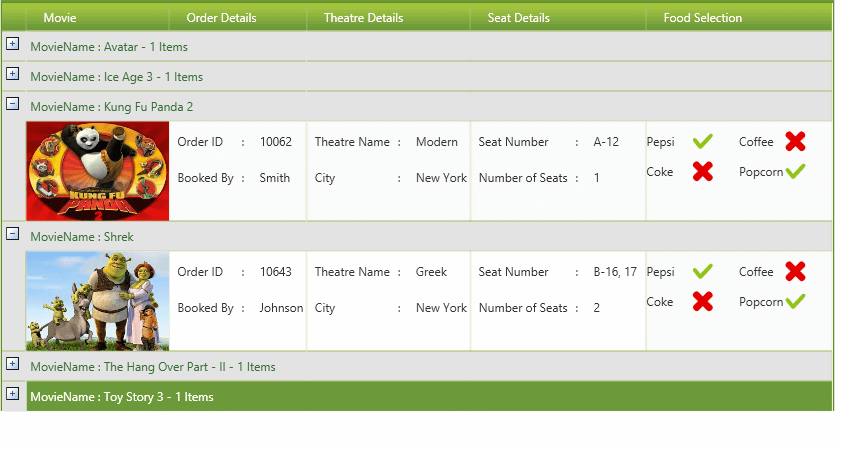 Movie Order Details Theatre Details Seat Details Food Selection
MovieName : Avatar - 1 Items
MovieName : Ice Age 3 - 1 Items
MovieName : Kung Fu Panda 2
Order ID : 10062 Theatre Name : Modern Seat Number : A-12 Pepsi Coffee
Booked By : Smith City : New York Number of Seats : 1 Coke Popcorn
KUNG FU
PANDA
2
MovieName : Shrek
Order ID : 10643 Theatre Name : Greek Seat Number : B-16, 17 Pepsi Coffee
Booked By : Johnson City : New York Number of Seats : 2 Coke Popcorn
MovieName : The Hang Over Part - II - 1 Items
MovieName : Toy Story 3 - 1 Items